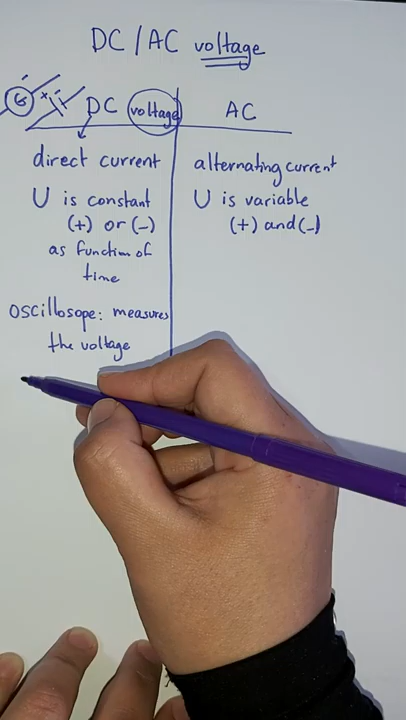 DC/AC voltage
G DC voltage
direct current
U is constant
(+) or (-)
as function of
time
oscillosope: measures
the voltage
AC
alternating current
U is variable
(+) and (-)